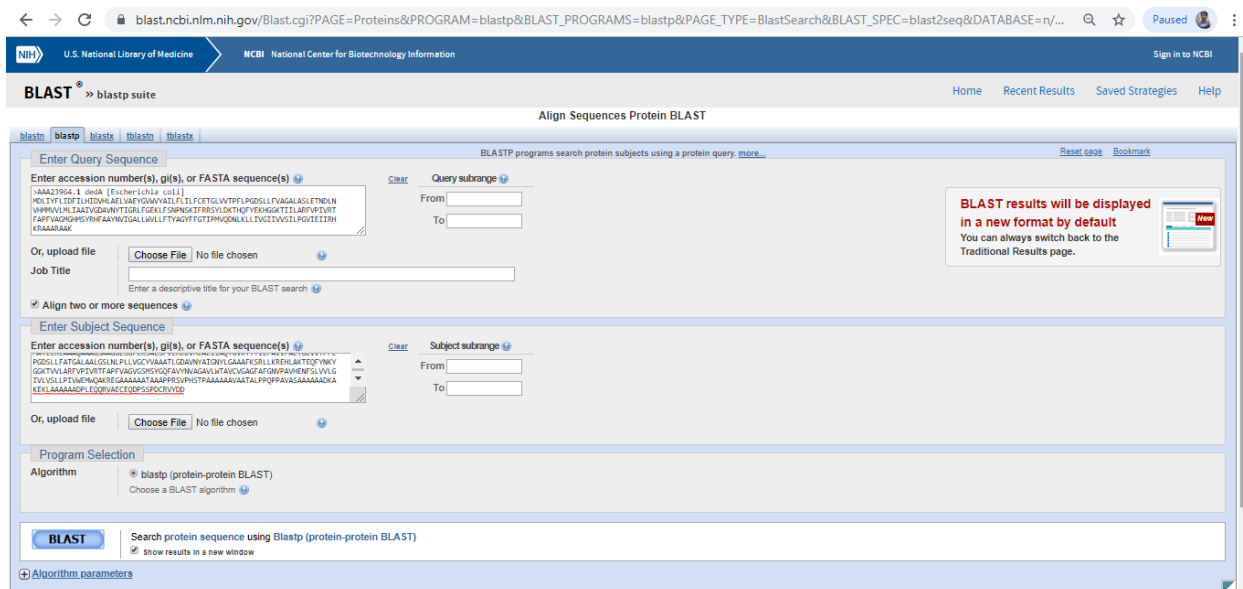 blast.ncbi.nlm.nih.gov/Blast.cgi?PAGE=Proteins&PROGRAM=blastp&BLAST_PROGRAMS=blastp&PAGE_TYPE=BlastSearch&BLAST_SPEC=blast2seq&DATABASE=n/... Paused
NIH U.S. National Library of Medicine NCBI National Center for Biotechnology Information Sign in to NCBI
BLAST ® » blastp suite Home Recent Results Saved Strategies Help
Align Sequences Protein BLAST
blastn blastp blastx tblastn tblastx
BLASTP programs search protein subjects using a protein query. more... Reset page Bookmark
Enter Query Sequence
Enter accession number(s), gi(s), or FASTA sequence(s) Clear Query subrange
>AAA23964.1 dedA [Escherichia coli]
MDLIYFLIDFILHIDVHLAELVAEYGVWVYAILFLILFCETGLVVTPFLPGDSLLFVAGALASLETNDLN
VHMMVVLMLIAAIVGDAVNYTIGRLFGEKLFSNPNSKIFRRSYLDKTHQFYEKHGGKTIILARFVPIVRT
FAPFVAGMGHMSYRHFAAYNVIGALLWVLLFTYAGYFFGTIPMVQDNLKLLIVGIIVVSILPGVIEIIRH
KRAAARAAK
From
To
Or, upload file Choose File No file chosen
Job Title
Enter a descriptive title for your BLAST search
Align two or more sequences
BLAST results will be displayed
in a new format by default
You can always switch back to the
Traditional Results page.
New
Enter Subject Sequence
Enter accession number(s), gi(s), or FASTA sequence(s) Clear Subject subrange
PGDSLLFATGALAALGSLNLPLLVGCYVAAATLGDAVNYAIGNYLGAAAFKSRLLKREHLAKTEQFYNKY
GGKTVVLARFVPIVRTFAPFVAGVGSMSYGQFAVYNVAGAVLWTAVCVGAGFAFGNVPAVHENFSLVVLG
IVLVSLLPIVWEMWQAKREGAAAAAATAAAPPRSVPHSTPAAAAAAVAATALPPQPPAVASAAAAAADKA
KEKLAAAAAADPLEQQRVAECEQDPSSPDCRVYDD
From
To
Or, upload file Choose File No file chosen
Program Selection
Algorithm blastp (protein-protein BLAST)
Choose a BLAST algorithm
BLAST Search protein sequence using Blastp (protein-protein BLAST)
Show results in a new window
Algorithm parameters